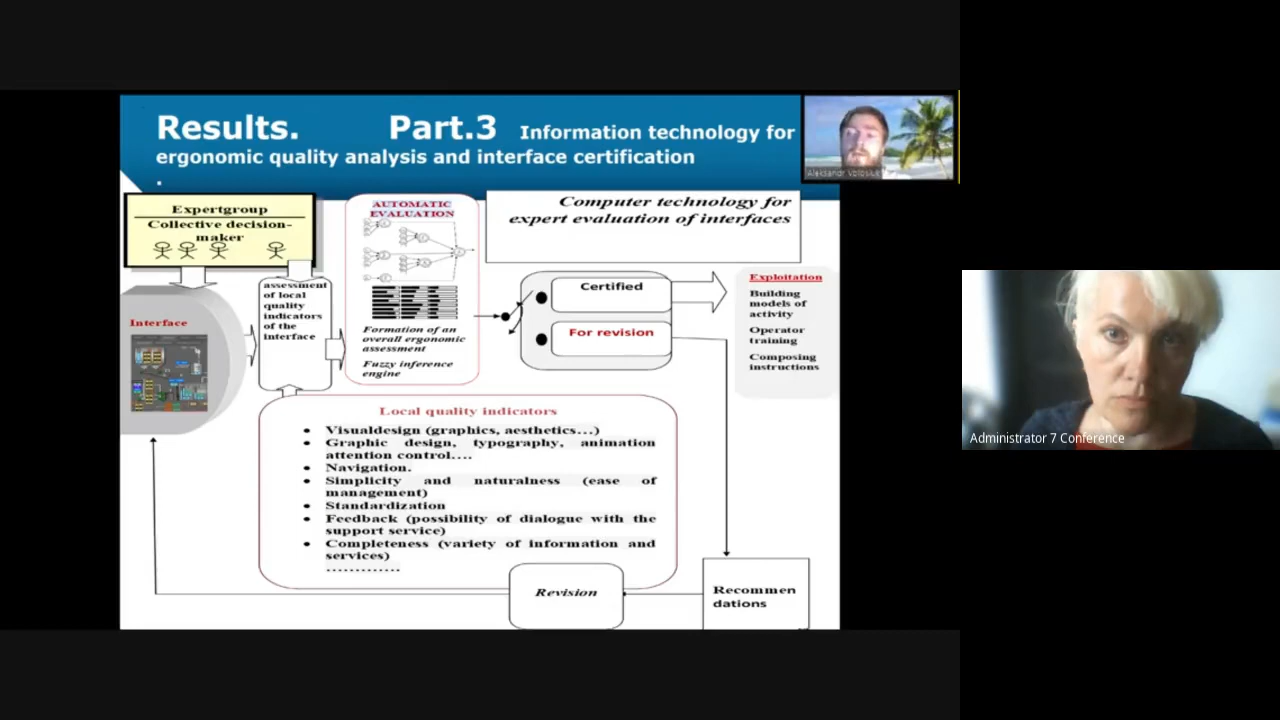 Results. Part.3 Information technology for
ergonomic quality analysis and interface certification
.
Aleksandr Volosiuk
Expertgroup
Collective decision-
maker
AUTOMATIC
EVALUATION
Computer technology for
expert evaluation of interfaces
Interface
assessment
of local
quality
indicators
of the
interface
Formation of an
overall ergonomic
assessment
Fuzzy inference
engine
Certified
For revision
Exploitation
Building
models of
activity
Operator
training
Composing
instructions
Local quality indicators
• Visualdesign (graphics, aesthetics…)
• Graphic design, typography, animation
attention control….
• Navigation.
• Simplicity and naturalness (ease of
management)
• Standardization
• Feedback (possibility of dialogue with the
support service)
• Completeness (variety of information and
services)
………….
Revision
Recommen
dations
Administrator 7 Conference